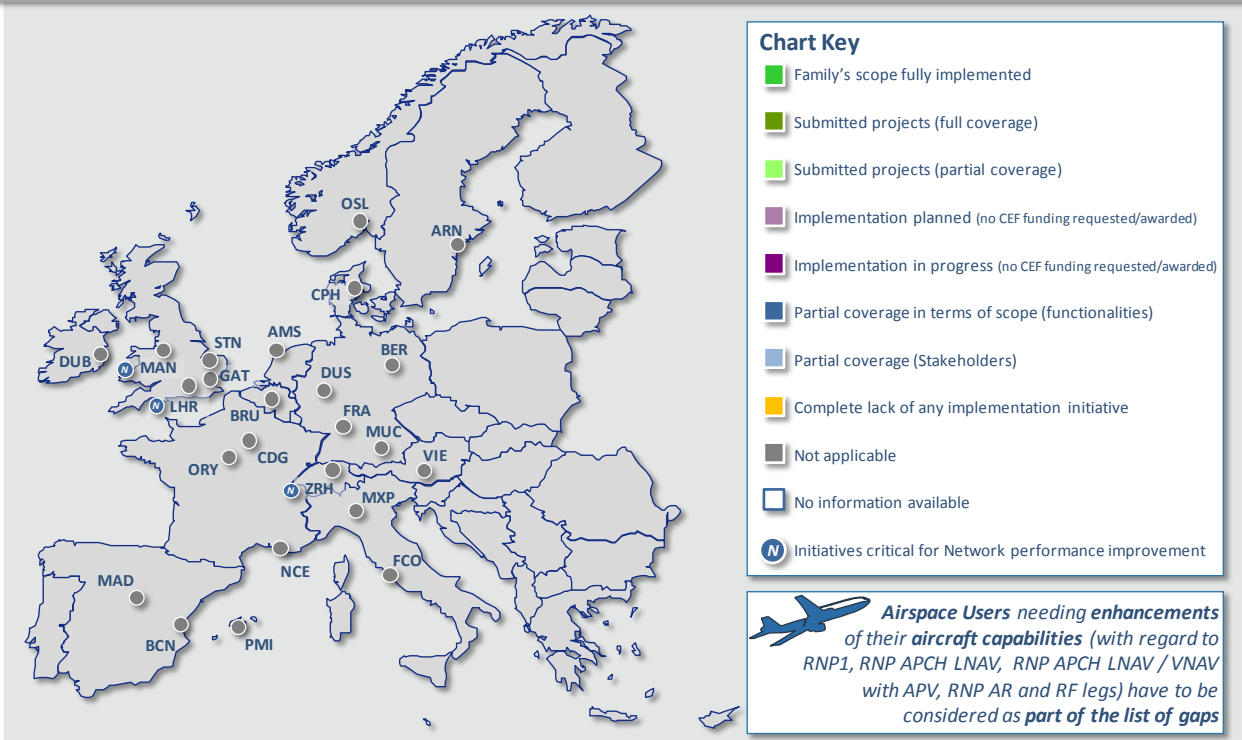 Chart Key
Family's scope fully implemented
Submitted projects (full coverage)
Submitted projects (partial coverage)
Implementation planned (no CEF funding requested/awarded)
Implementation in progress (no CEF funding requested/awarded)
Partial coverage in terms of scope (functionalities)
Partial coverage (Stakeholders)
Complete lack of any implementation initiative
Not applicable
No information available
N Initiatives critical for Network performance improvement
Airspace Users needing enhancements
of their aircraft capabilities (with regard to
RNP1, RNP APCH LNAV, RNP APCH LNAV / VNAV
with APV, RNP AR and RF legs) have to be
considered as part of the list of gaps
OSL
ARN
CPH
STN
AMS
DUB
N
MAN
GAT
BER
DUS
N
LHR
BRU
FRA
MUC
ORY
CDG
VIE
N
ZRH
MXP
NCE
FCO
MAD
BCN
PMI